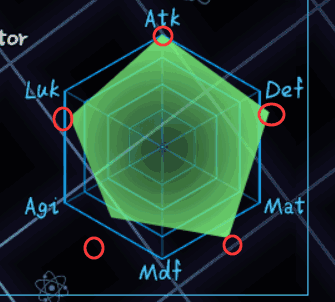 Atk
tor
Luk
Def
Agi
Mat
Mdf